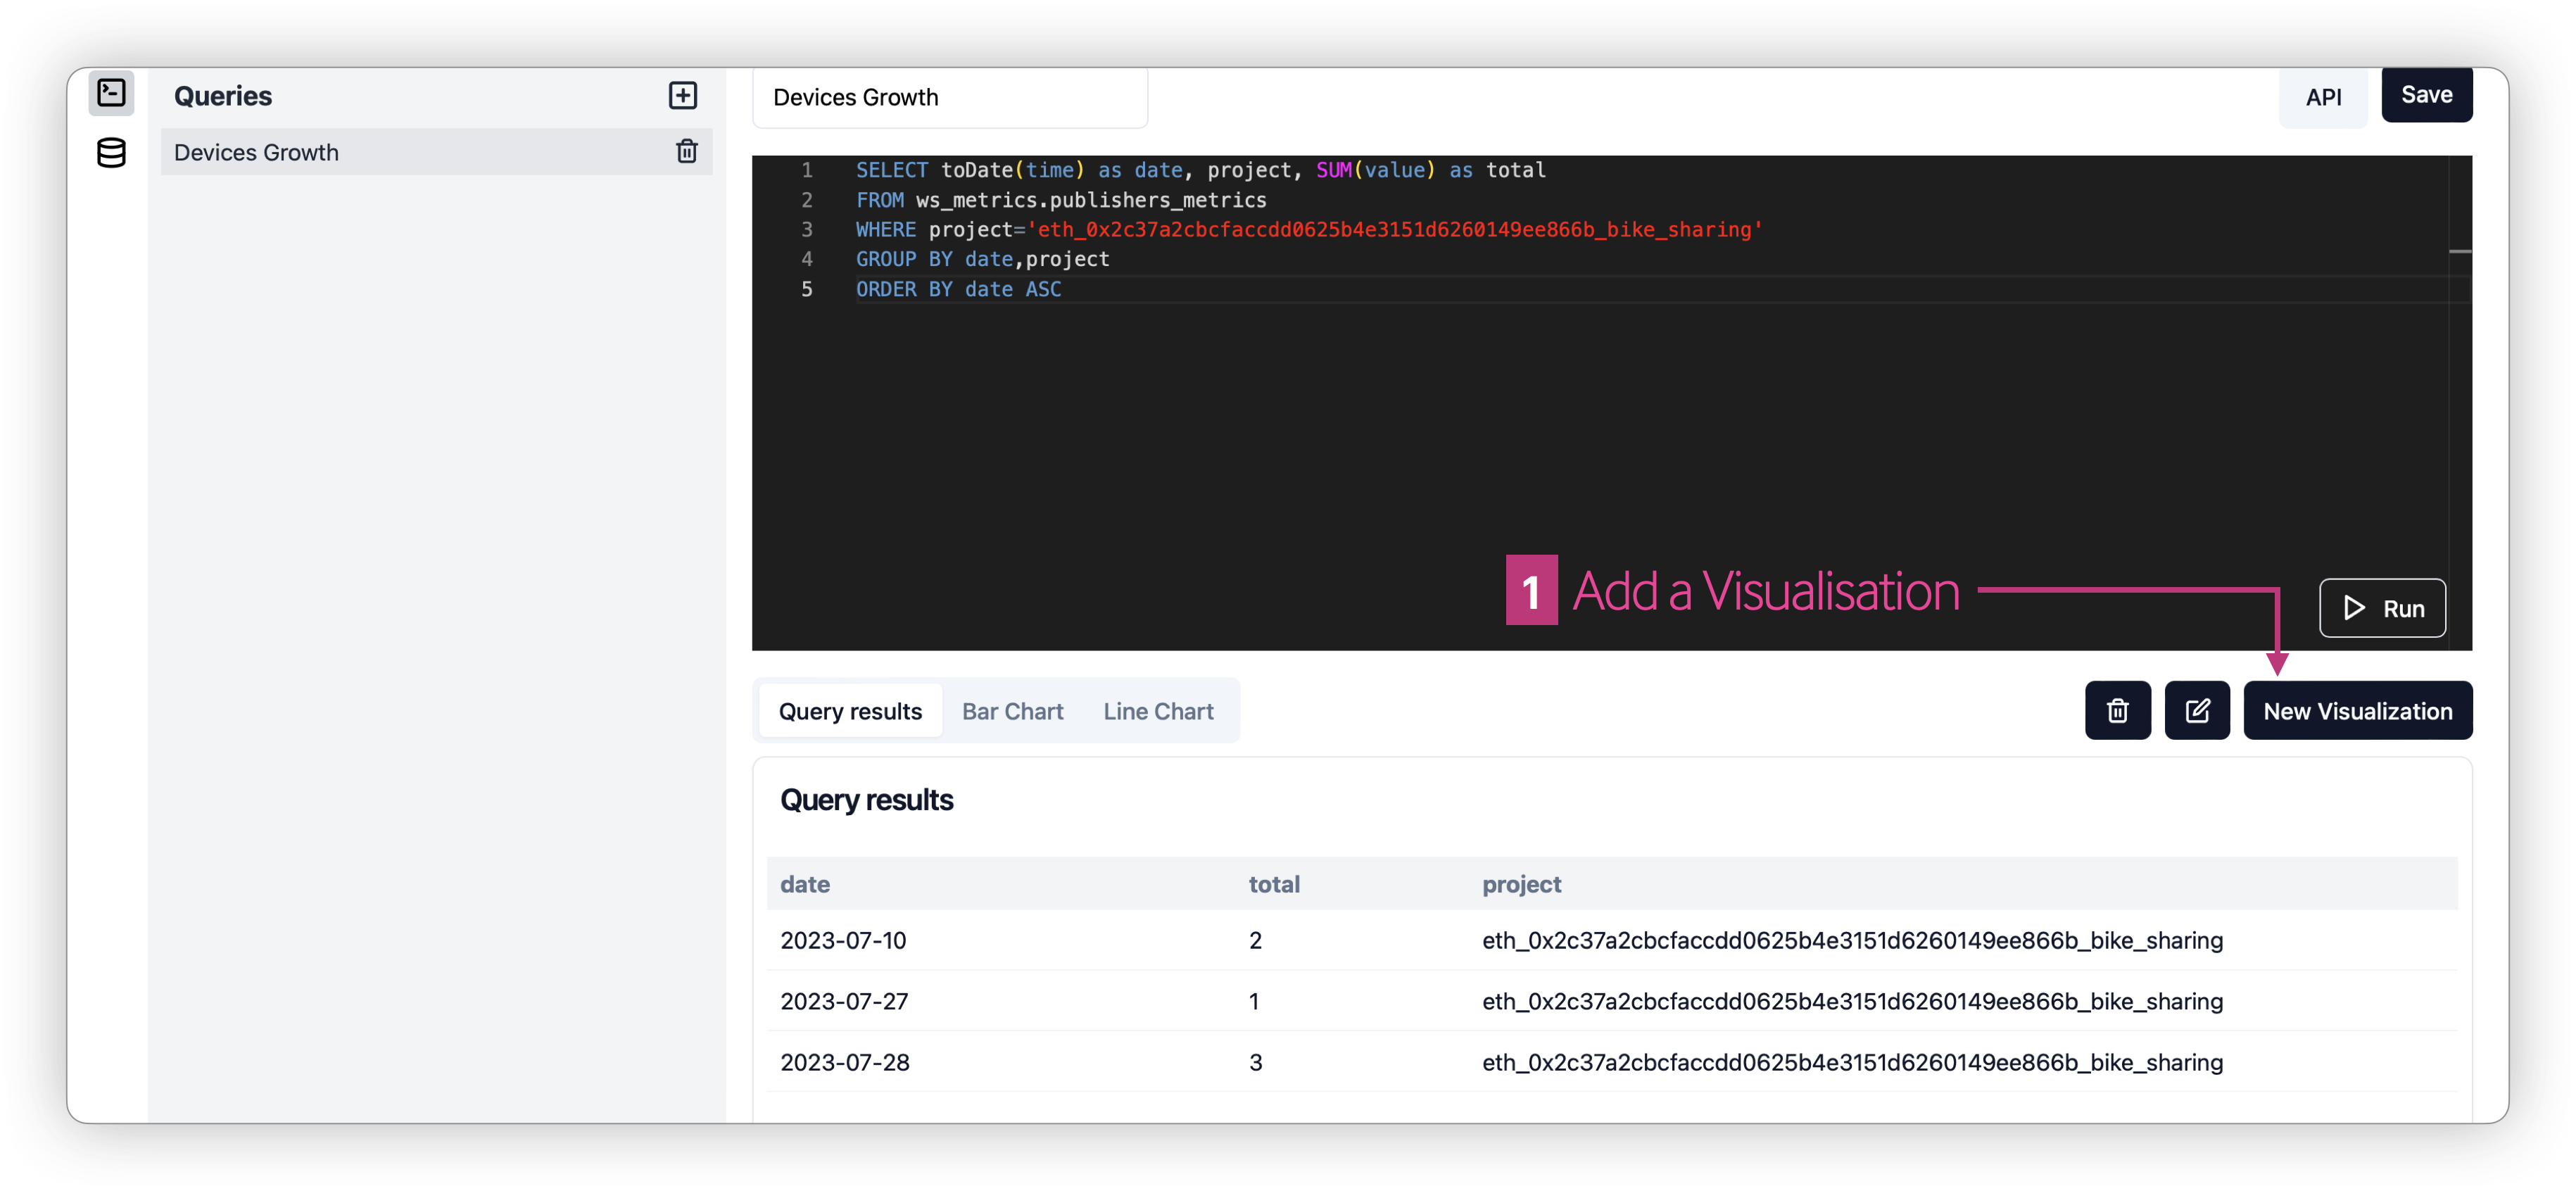 Queries
Devices Growth
Devices Growth
API
Save
1 SELECT toDate(time) as date, project, SUM(value) as total
2 FROM ws_metrics.publishers_metrics
3 WHERE project='eth_0x2c37a2cbcfaccdd0625b4e3151d6260149ee866b_bike_sharing'
4 GROUP BY date,project
5 ORDER BY date ASC
1 Add a Visualisation
Run
Query results Bar Chart Line Chart
New Visualization
Query results
date total project
2023-07-10 2 eth_0x2c37a2cbcfaccdd0625b4e3151d6260149ee866b_bike_sharing
2023-07-27 1 eth_0x2c37a2cbcfaccdd0625b4e3151d6260149ee866b_bike_sharing
2023-07-28 3 eth_0x2c37a2cbcfaccdd0625b4e3151d6260149ee866b_bike_sharing